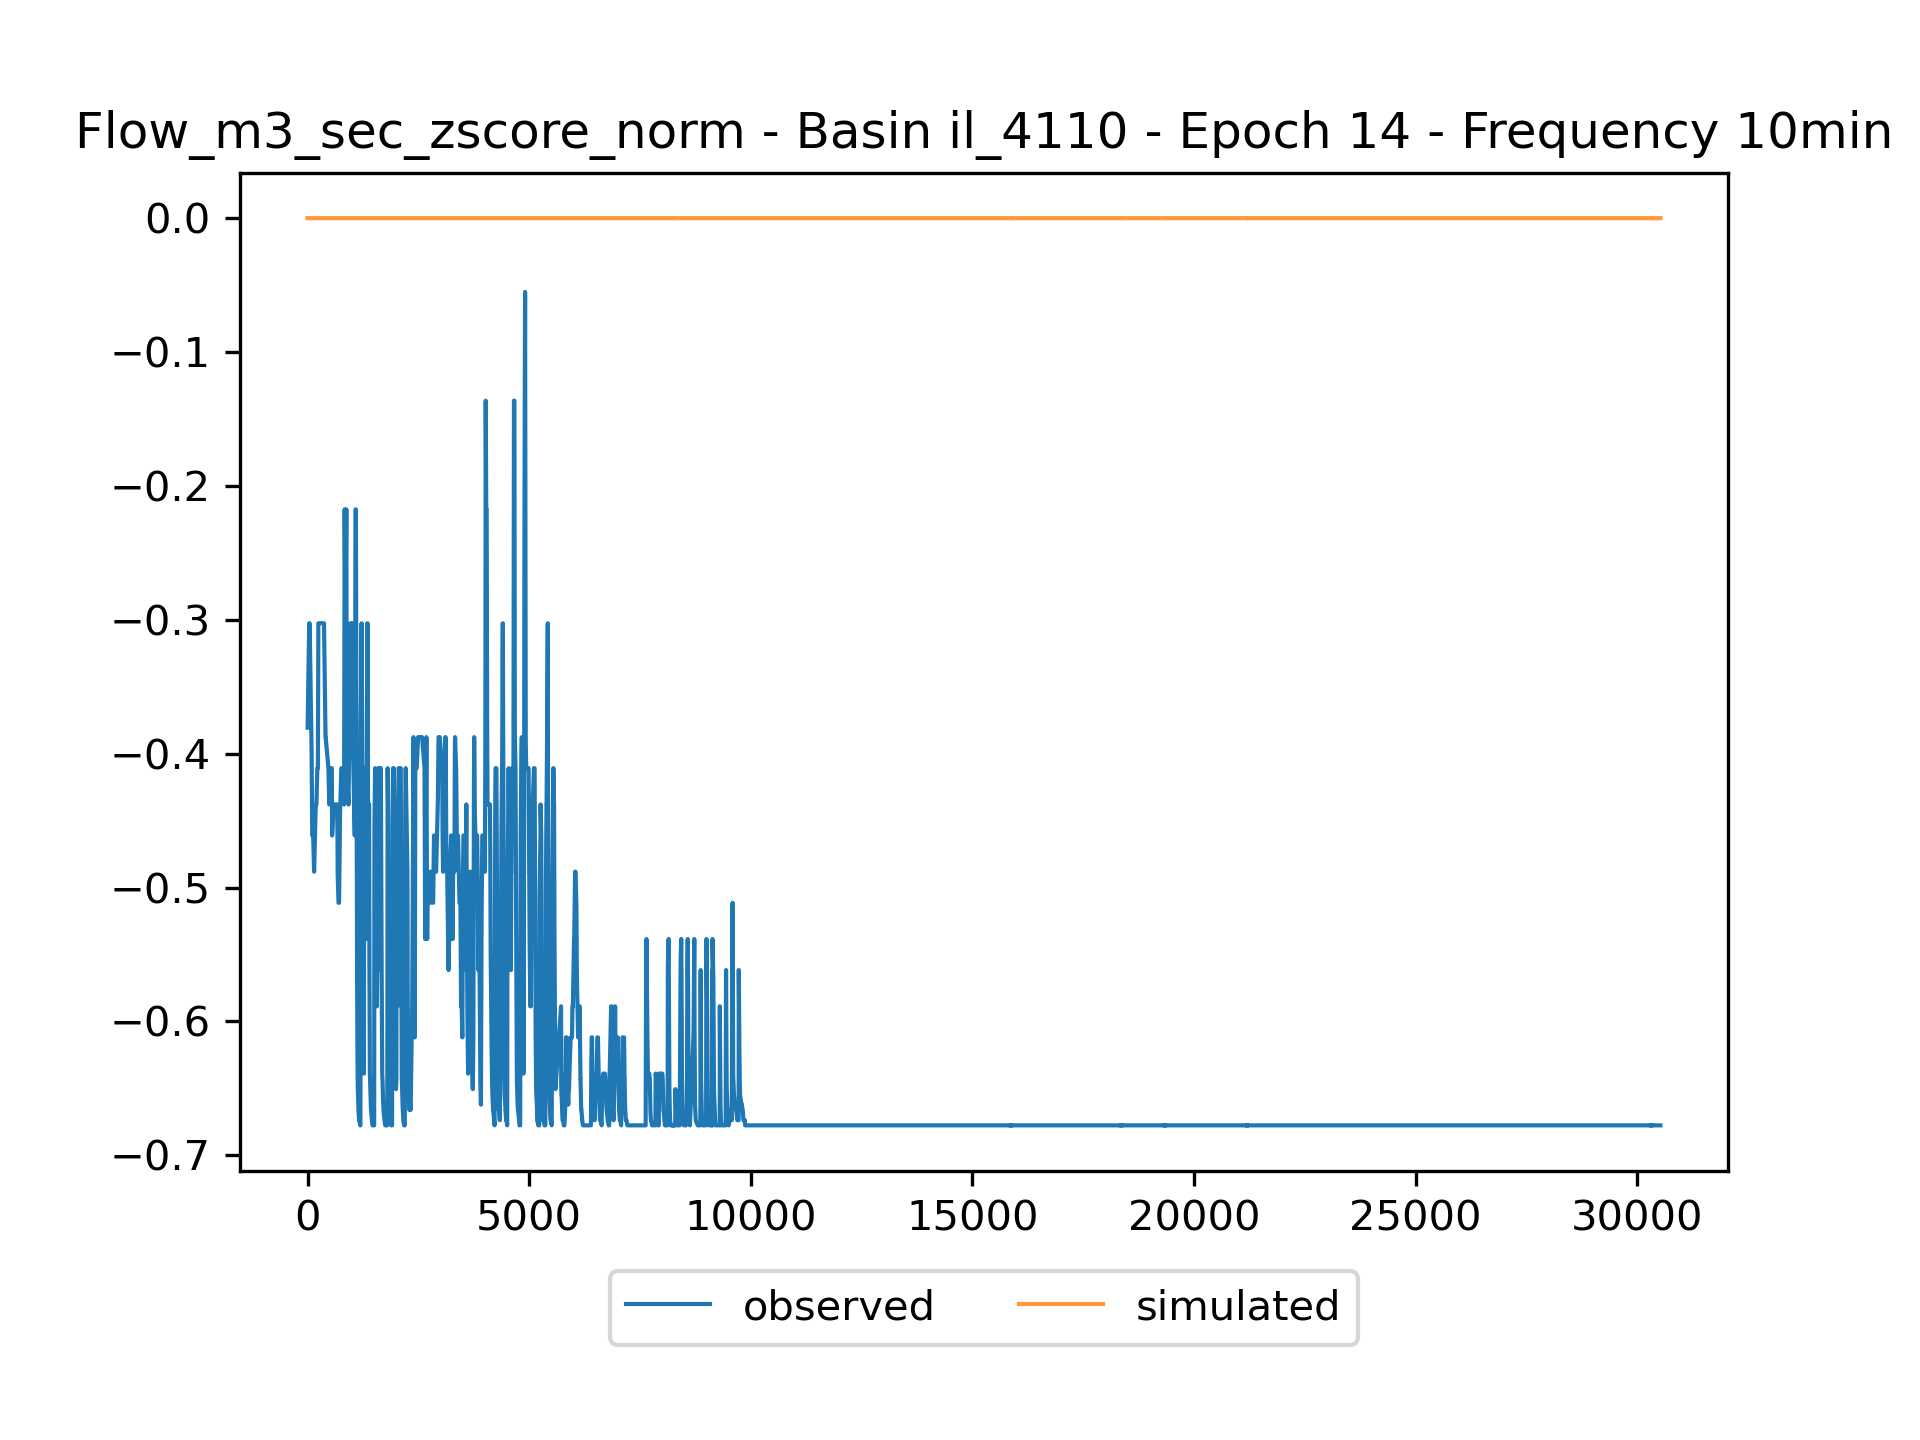 Flow_m3_sec_zscore_norm - Basin il_4110 - Epoch 14 - Frequency 10min
0.0
−0.1
−0.2
−0.3
−0.4
−0.5
−0.6
−0.7
0 5000 10000 15000 20000 25000 30000
observed simulated